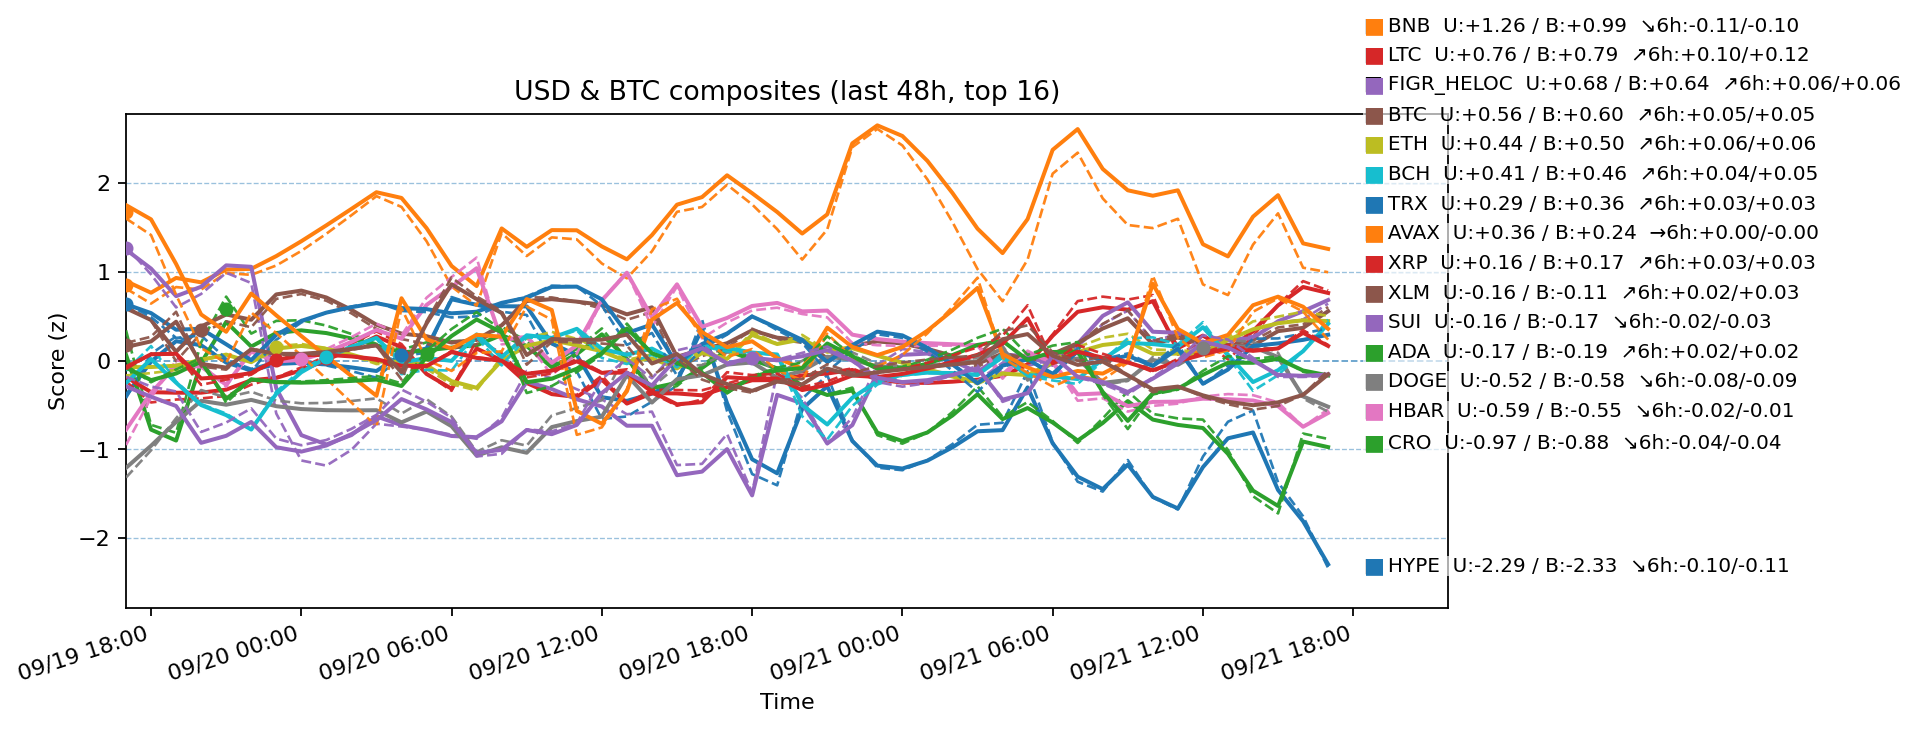 USD & BTC composites (last 48h, top 16)
BNB  U:+1.26 / B:+0.99  ↘6h:-0.11/-0.10
LTC  U:+0.76 / B:+0.79  ↗6h:+0.10/+0.12
FIGR_HELOC  U:+0.68 / B:+0.64  ↗6h:+0.06/+0.06
BTC  U:+0.56 / B:+0.60  ↗6h:+0.05/+0.05
ETH  U:+0.44 / B:+0.50  ↗6h:+0.06/+0.06
BCH  U:+0.41 / B:+0.46  ↗6h:+0.04/+0.05
TRX  U:+0.29 / B:+0.36  ↗6h:+0.03/+0.03
AVAX  U:+0.36 / B:+0.24  →6h:+0.00/-0.00
XRP  U:+0.16 / B:+0.17  ↗6h:+0.03/+0.03
XLM  U:-0.16 / B:-0.11  ↗6h:+0.02/+0.03
SUI  U:-0.16 / B:-0.17  ↘6h:-0.02/-0.03
ADA  U:-0.17 / B:-0.19  ↗6h:+0.02/+0.02
DOGE  U:-0.52 / B:-0.58  ↘6h:-0.08/-0.09
HBAR  U:-0.59 / B:-0.55  ↘6h:-0.02/-0.01
CRO  U:-0.97 / B:-0.88  ↘6h:-0.04/-0.04
HYPE  U:-2.29 / B:-2.33  ↘6h:-0.10/-0.11
Score (z)
2
1
0
−1
−2
09/19 18:00
09/20 00:00
09/20 06:00
09/20 12:00
09/20 18:00
09/21 00:00
09/21 06:00
09/21 12:00
09/21 18:00
Time